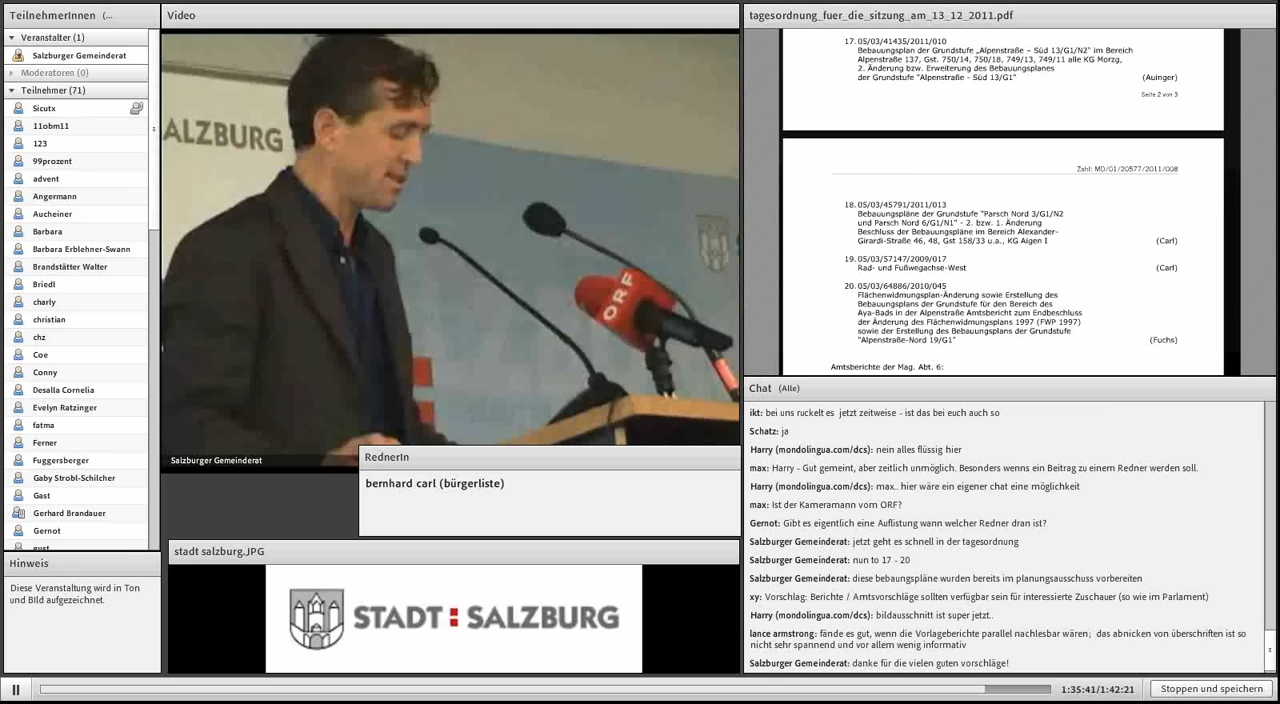 TeilnehmerInnen (...
Veranstalter (1)
Salzburger Gemeinderat
Moderatoren (0)
Teilnehmer (71)
Sicutx
11obm11
123
99prozent
advent
Angermann
Aucheiner
Barbara
Barbara Erblehner-Swann
Brandstätter Walter
Briedl
charly
christian
chz
Coe
Conny
Desalla Cornelia
Evelyn Ratzinger
fatma
Ferner
Fuggersberger
Gaby Strobl-Schilcher
Gast
Gerhard Brandauer
Gernot
gust
Hinweis
Diese Veranstaltung wird in Ton
und BIld aufgezeichnet.
Video
ALZBURG
ORF
Salzburger Gemeinderat
RednerIn
bernhard carl (bürgerliste)
stadt salzburg.JPG
STADT : SALZBURG
tagesordnung_fuer_die_sitzung_am_13_12_2011.pdf
17. 05/03/41435/2011/010
Bebauungsplan der Grundstufe „Alpenstraße – Süd 13/G1/N2" im Bereich
Alpenstraße 137, Gst. 750/14, 750/18, 749/13, 749/11 alle KG Morzg,
2. Änderung bzw. Erweiterung des Bebauungsplanes
der Grundstufe "Alpenstraße - Süd 13/G1" (Auinger)
Seite 2 von 3
Zahl: MD/01/20577/2011/008
18. 05/03/45791/2011/013
Bebauungspläne der Grundstufe "Parsch Nord 3/G1/N2
und Parsch Nord 6/G1/N1" - 2. bzw. 1. Änderung
Beschluss der Bebauungspläne im Bereich Alexander-
Girardi-Straße 46, 48, Gst 158/33 u.a., KG Aigen I (Carl)
19. 05/03/57147/2009/017
Rad- und Fußwegachse-West (Carl)
20. 05/03/64886/2010/045
Flächenwidmungsplan-Änderung sowie Erstellung des
Bebauungsplans der Grundstufe für den Bereich des
Aya-Bads in der Alpenstraße Amtsbericht zum Endbeschluss
der Änderung des Flächenwidmungsplans 1997 (FWP 1997)
sowie der Erstellung des Bebauungsplans der Grundstufe
"Alpenstraße-Nord 19/G1" (Fuchs)
Amtsberichte der Mag. Abt. 6:
Chat (Alle)
ikt: bei uns ruckelt es jetzt zeitweise - ist das bei euch auch so
Schatz: ja
Harry (mondolingua.com/dcs): nein alles flüssig hier
max: Harry - Gut gemeint, aber zeitlich unmöglich. Besonders wenns ein Beitrag zu einem Redner werden soll.
Harry (mondolingua.com/dcs): max.. hier wäre ein eigener chat eine möglichkeit
max: Ist der Kameramann vom ORF?
Gernot: Gibt es eigentlich eine Auflistung wann welcher Redner dran ist?
Salzburger Gemeinderat: jetzt geht es schnell in der tagesordnung
Salzburger Gemeinderat: nun to 17 - 20
Salzburger Gemeinderat: diese bebaungspläne wurden bereits im planungsausschuss vorbereiten
xy: Vorschlag: Berichte / Amtsvorschläge sollten verfügbar sein für interessierte Zuschauer (so wie im Parlament)
Harry (mondolingua.com/dcs): bildausschnitt ist super jetzt..
lance armstrong: fände es gut, wenn die Vorlageberichte parallel nachlesbar wären; das abnicken von überschriften ist so
nicht sehr spannend und vor allem wenig informativ
Salzburger Gemeinderat: danke für die vielen guten vorschläge!
1:35:41/1:42:21
Stoppen und speichern